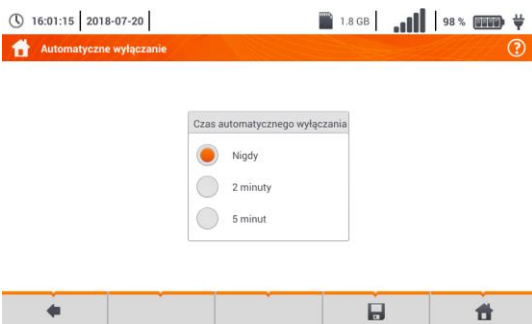 16:01:15 2018-07-20 1.8 GB 98 %
Automatyczne wyłączanie ?
Czas automatycznego wyłączania
Nigdy
2 minuty
5 minut